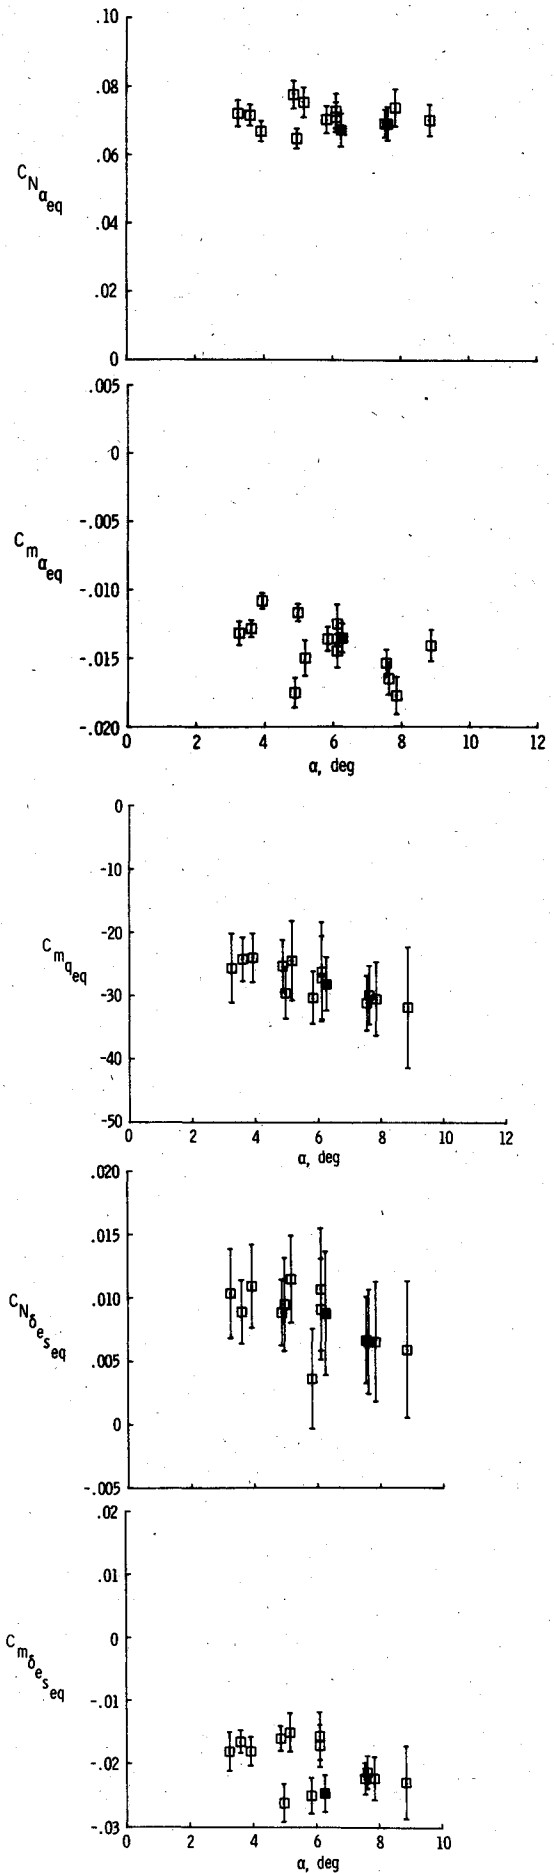 .10
.08
.06
.04
.02
0
C_{N_{α_{eq}}}
.005
0
-.005
-.010
-.015
-.020
C_{m_{α_{eq}}}
0 2 4 6 8 10 12
α, deg
0
-10
-20
-30
-40
-50
C_{m_{q_{eq}}}
0 2 4 6 8 10 12
α, deg
.020
.015
.010
.005
0
-.005
C_{N_{δ_{e_{s_{eq}}}}}
.02
.01
0
-.01
-.02
-.03
C_{m_{δ_{e_{s_{eq}}}}}
0 2 4 6 8 10
α, deg